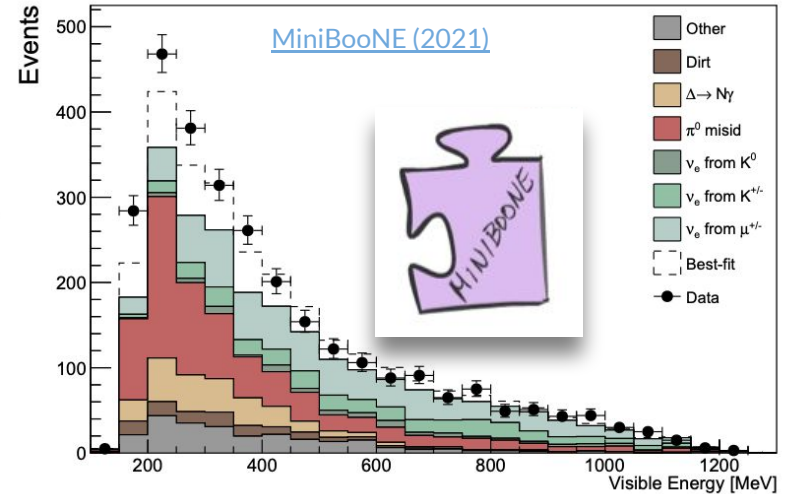 MiniBooNE (2021)
Events
500
400
300
200
100
0
Other
Dirt
Δ→ Nγ
π⁰ misid
νₑ from K⁰
νₑ from K⁺/⁻
νₑ from μ⁺/⁻
Best-fit
Data
MINIBOONE
200
400
600
800
1000
1200
Visible Energy [MeV]